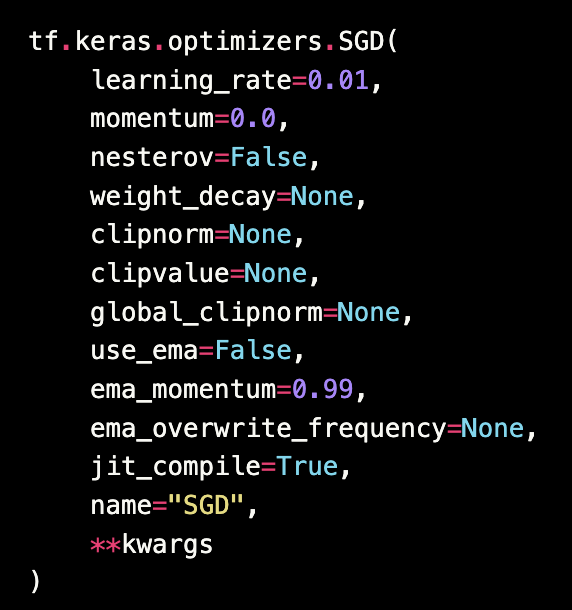 tf.keras.optimizers.SGD(
    learning_rate=0.01,
    momentum=0.0,
    nesterov=False,
    weight_decay=None,
    clipnorm=None,
    clipvalue=None,
    global_clipnorm=None,
    use_ema=False,
    ema_momentum=0.99,
    ema_overwrite_frequency=None,
    jit_compile=True,
    name="SGD",
    **kwargs
)